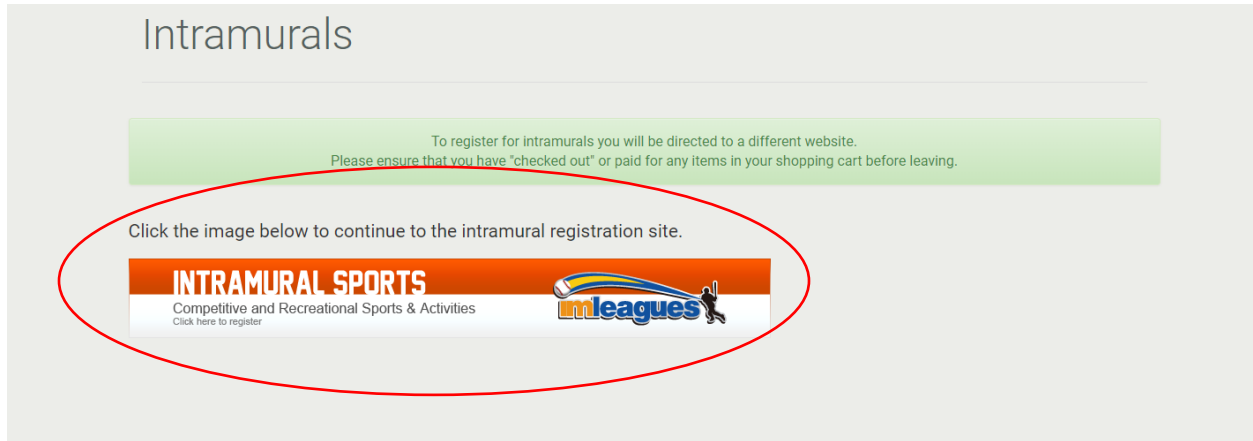 Intramurals
To register for intramurals you will be directed to a different website.
Please ensure that you have "checked out" or paid for any items in your shopping cart before leaving.
Click the image below to continue to the intramural registration site.
INTRAMURAL SPORTS
Competitive and Recreational Sports & Activities
Click here to register
imleagues